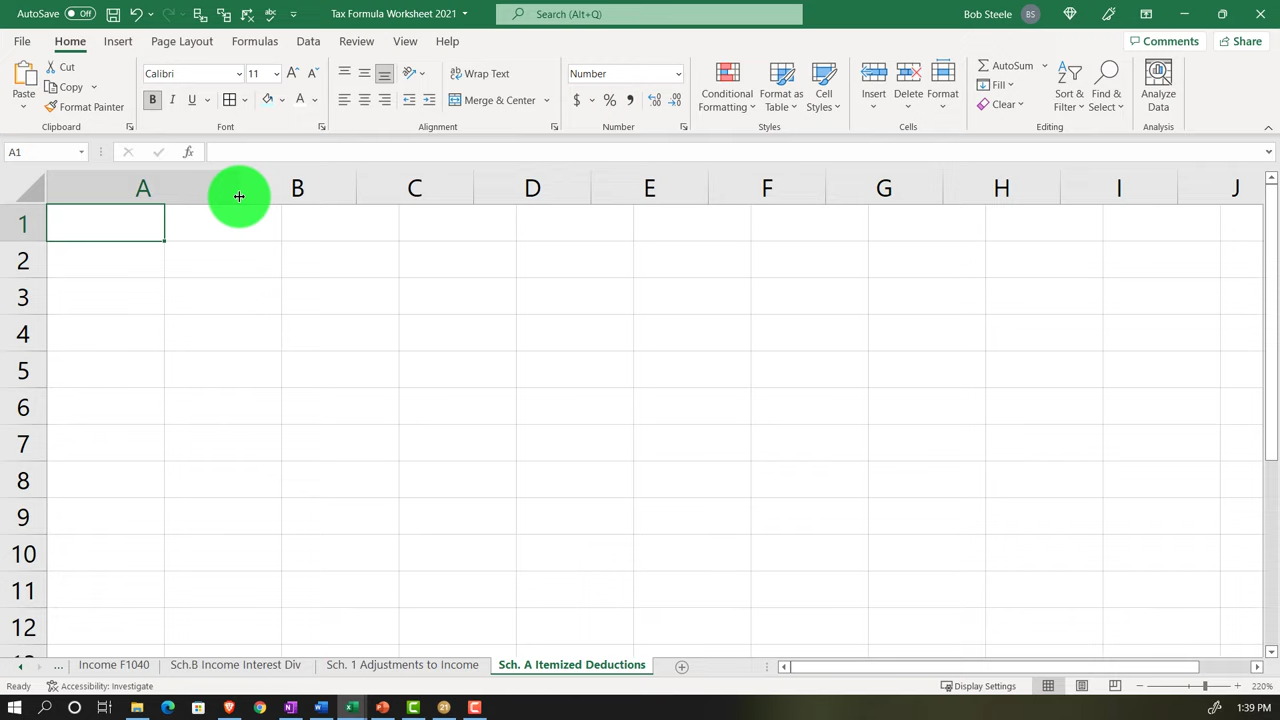 AutoSave Off Tax Formula Worksheet 2021 Search (Alt+Q) Bob Steele BS
File Home Insert Page Layout Formulas Data Review View Help Comments Share
Paste Cut Calibri 11 Wrap Text Number Conditional Formatting Format as Table Cell Styles Insert Delete Format AutoSum Sort & Filter Find & Select Analyze Data
Copy Fill
Format Painter B I U Merge & Center $ % Clear
Clipboard Font Alignment Number Styles Cells Editing Analysis
A1 fx
A B C D E F G H I J
1
2
3
4
5
6
7
8
9
10
11
12
... Income F1040 Sch.B Income Interest Div Sch. 1 Adjustments to Income Sch. A Itemized Deductions
Ready Accessibility: Investigate Display Settings 220%
1:39 PM